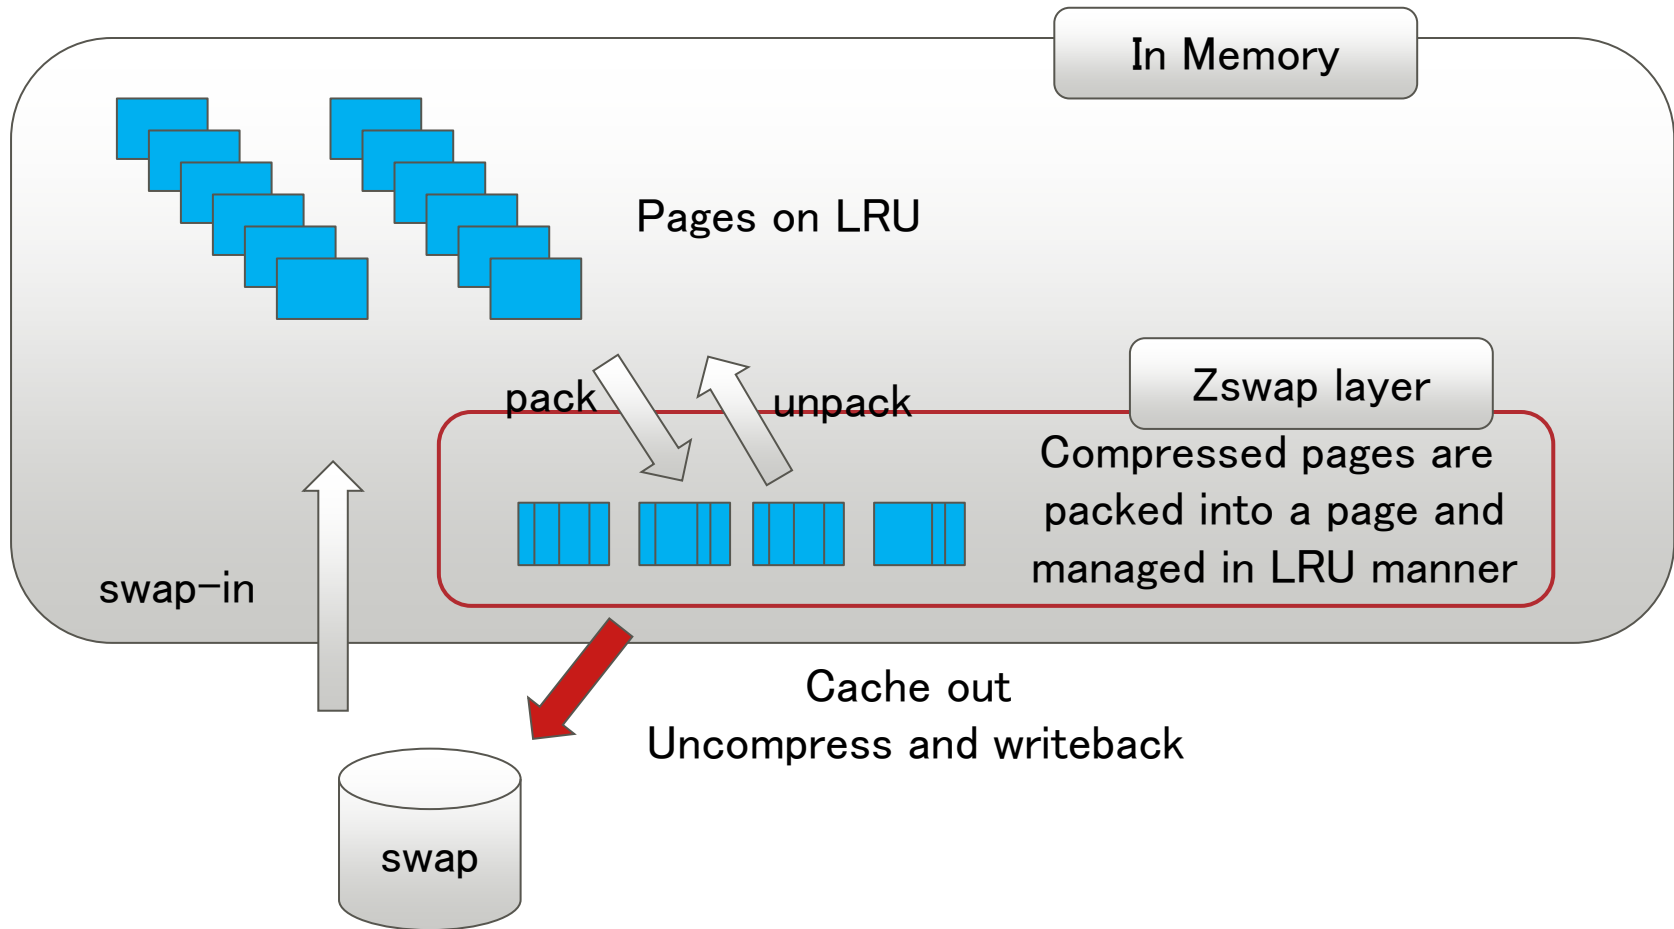 In Memory
Pages on LRU
pack
unpack
Zswap layer
Compressed pages are
packed into a page and
managed in LRU manner
swap-in
Cache out
Uncompress and writeback
swap